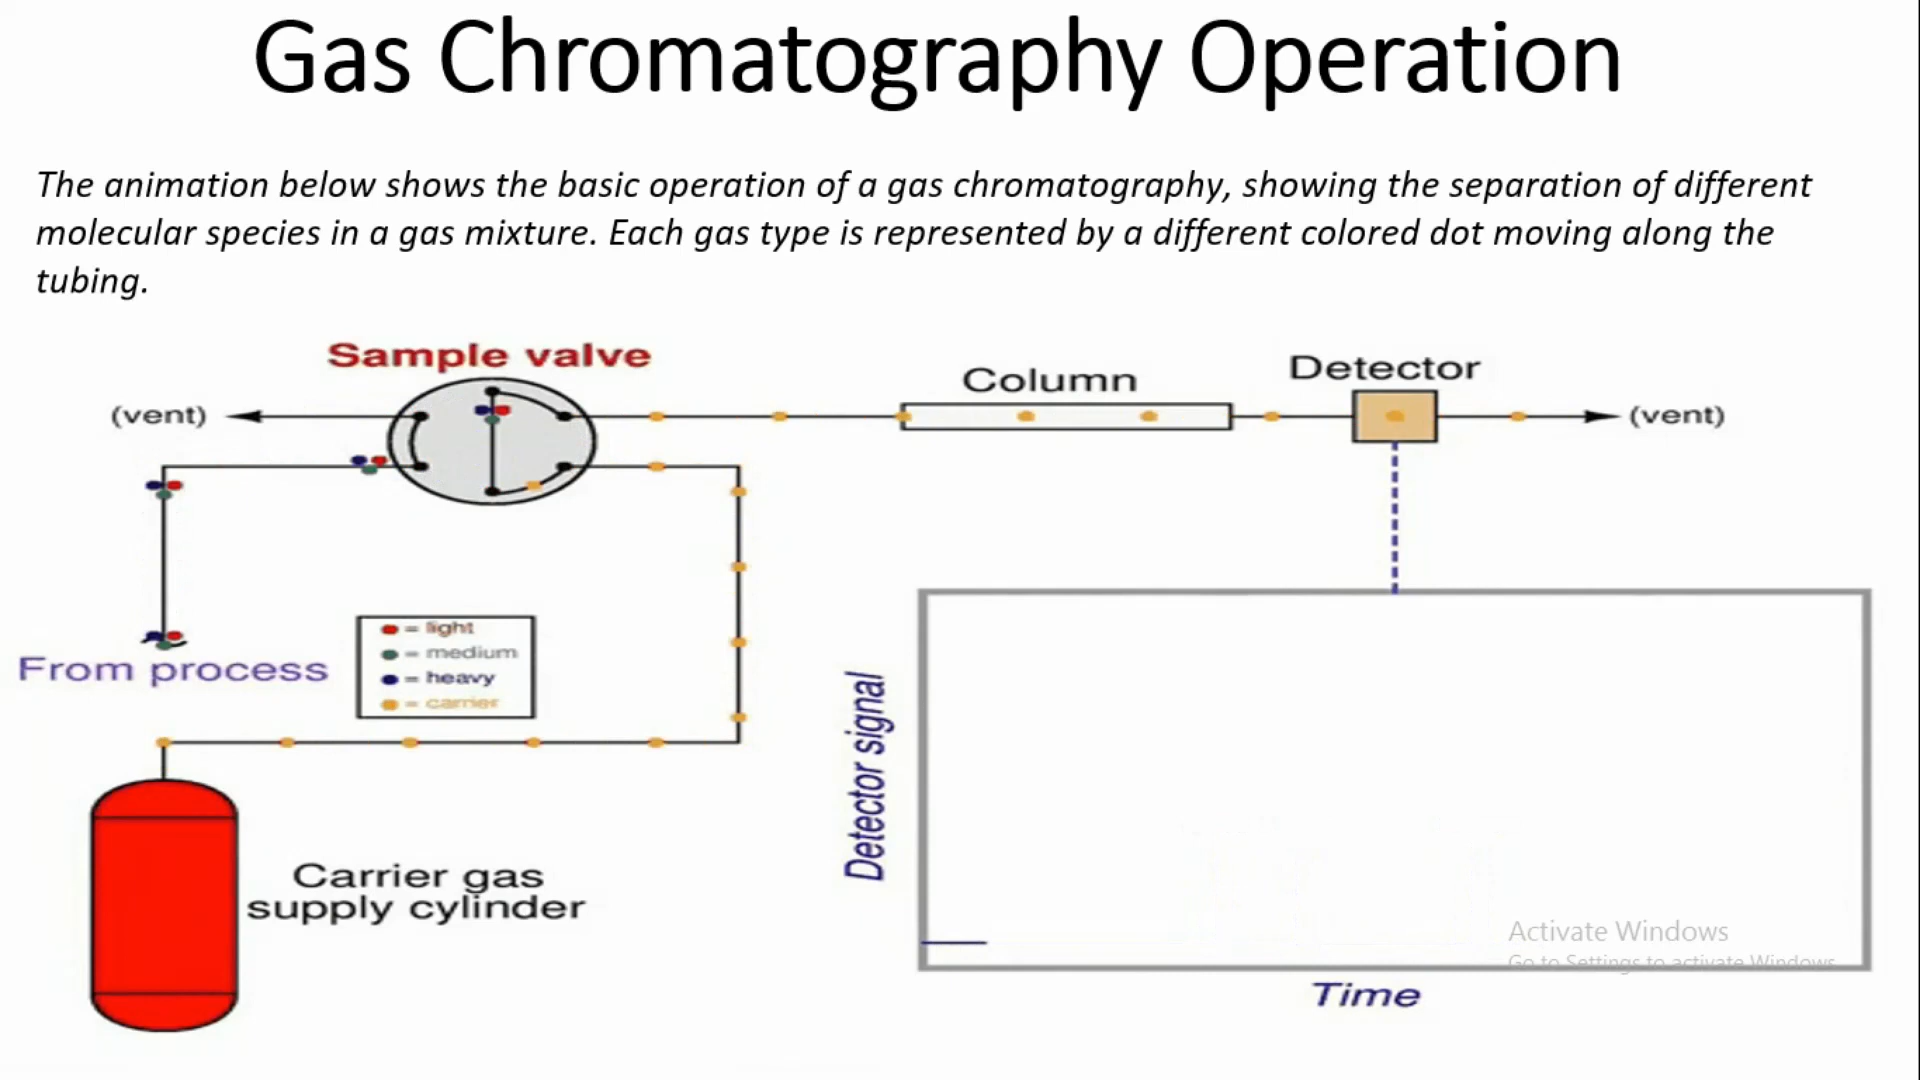 Gas Chromatography Operation
The animation below shows the basic operation of a gas chromatography, showing the separation of different
molecular species in a gas mixture. Each gas type is represented by a different colored dot moving along the
tubing.
Sample valve
Column
Detector
(vent)
(vent)
= light
= medium
= heavy
= carrier
From process
Carrier gas
supply cylinder
Detector signal
Time
Activate Windows
Go to Settings to activate Windows.